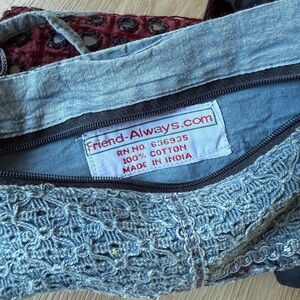 Friend-Always.com
RN NO. 636935
100% COTTON
MADE IN INDIA